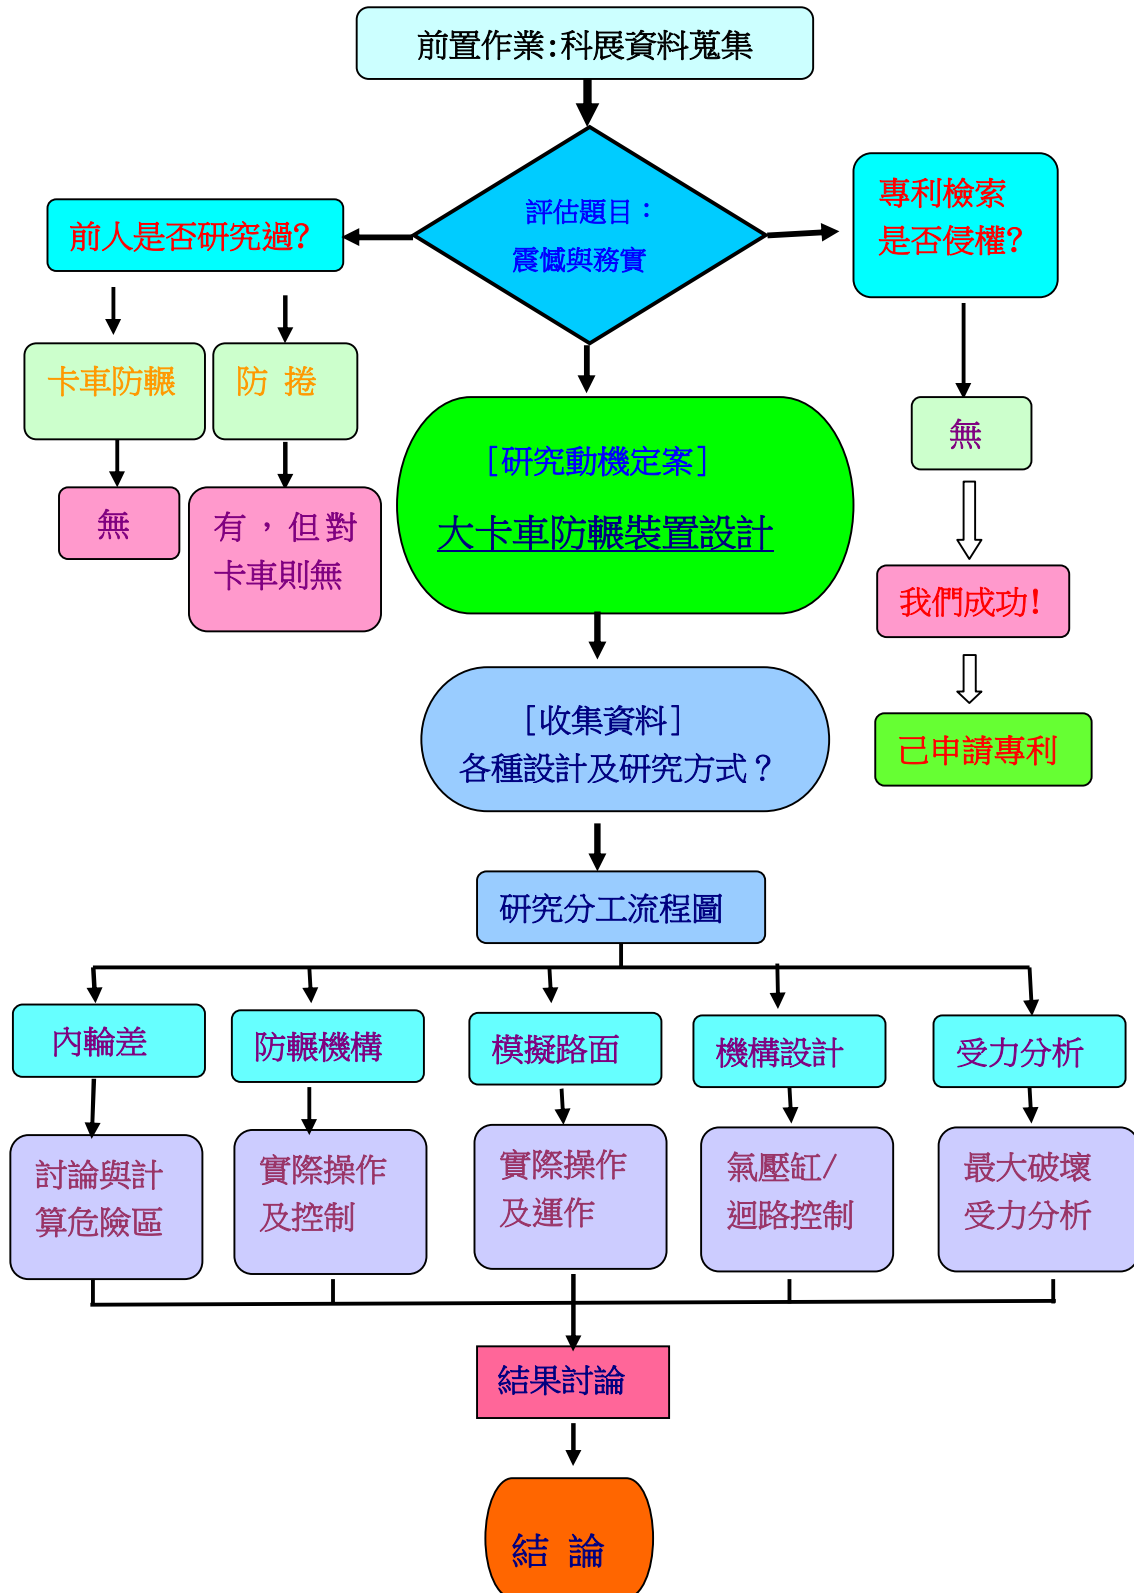 前置作業:科展資料蒐集
評估題目：
震憾與務實
前人是否研究過?
專利檢索
是否侵權?
卡車防輾
防 捲
無
有，但對
卡車則無
無
我們成功!
己申請專利
[研究動機定案]
大卡車防輾裝置設計
[收集資料]
各種設計及研究方式？
研究分工流程圖
內輪差
防輾機構
模擬路面
機構設計
受力分析
討論與計
算危險區
實際操作
及控制
實際操作
及運作
氣壓缸/
迴路控制
最大破壞
受力分析
結果討論
結 論